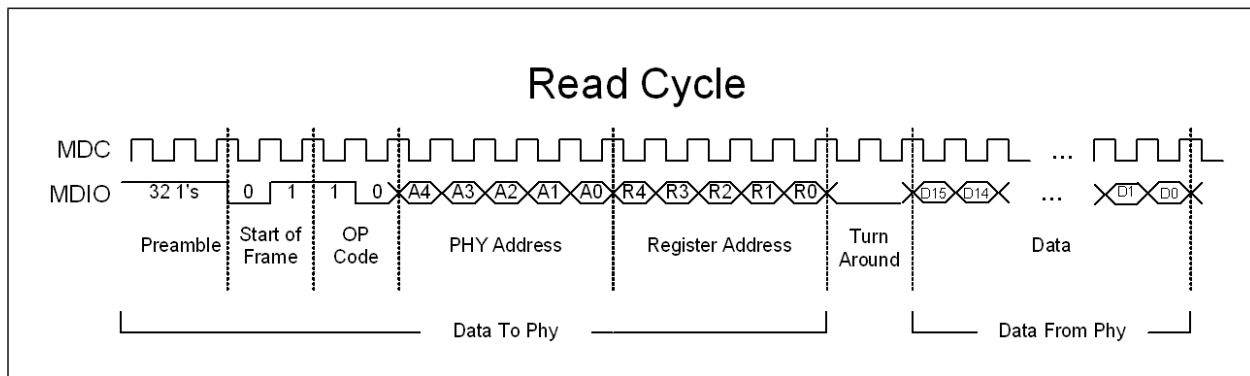 Read Cycle
MDC ...
MDIO 32 1's 0 1 1 0 A4 A3 A2 A1 A0 R4 R3 R2 R1 R0 D15 D14 ... D1 D0
Preamble Start of Frame OP Code PHY Address Register Address Turn Around Data
Data To Phy Data From Phy